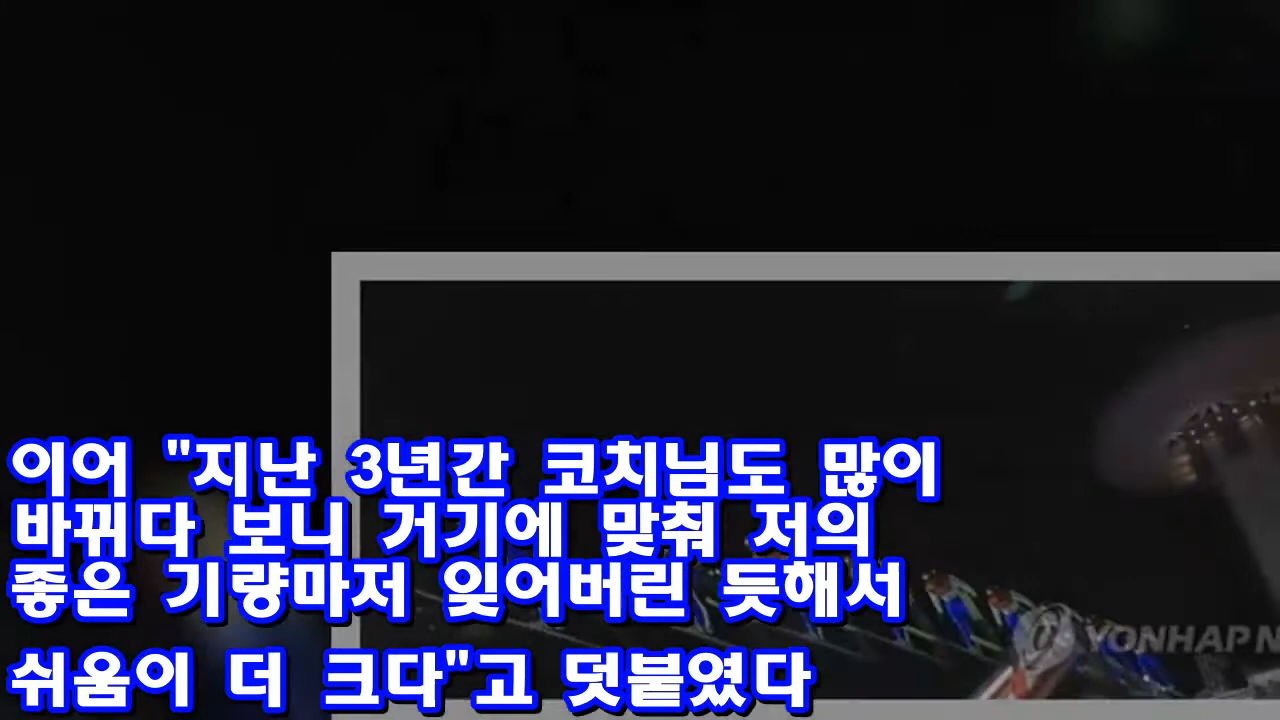 이어 "지난 3년간 코치님도 많이
바뀌다 보니 거기에 맞춰 저의
좋은 기량마저 잊어버린 듯해서
쉬움이 더 크다"고 덧붙였다
YONHAP N